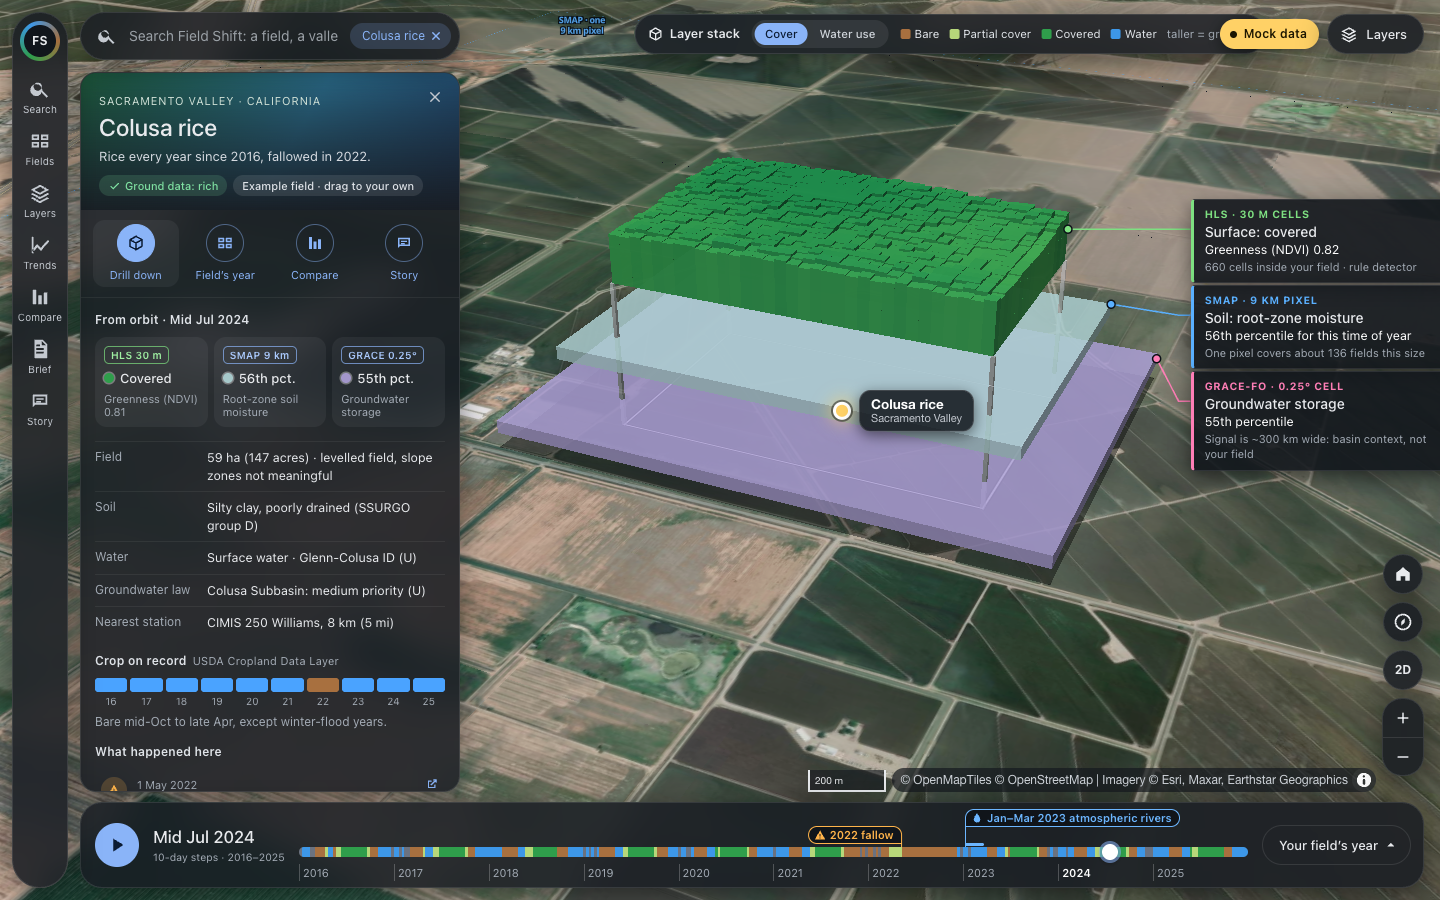 FS
Search Field Shift: a field, a valle
Colusa rice ✕
SMAP · one
9 km pixel
Layer stack
Cover
Water use
Bare
Partial cover
Covered
Water
taller = gr
Mock data
Layers
Search
Fields
Layers
Trends
Compare
Brief
Story
SACRAMENTO VALLEY · CALIFORNIA
Colusa rice
Rice every year since 2016, fallowed in 2022.
Ground data: rich
Example field · drag to your own
Drill down
Field's year
Compare
Story
From orbit · Mid Jul 2024
HLS 30 m
Covered
Greenness (NDVI)
0.81
SMAP 9 km
56th pct.
Root-zone soil
moisture
GRACE 0.25°
55th pct.
Groundwater
storage
Field
59 ha (147 acres) · levelled field, slope
zones not meaningful
Soil
Silty clay, poorly drained (SSURGO
group D)
Water
Surface water · Glenn-Colusa ID (U)
Groundwater law
Colusa Subbasin: medium priority (U)
Nearest station
CIMIS 250 Williams, 8 km (5 mi)
Crop on record USDA Cropland Data Layer
16 17 18 19 20 21 22 23 24 25
Bare mid-Oct to late Apr, except winter-flood years.
What happened here
1 May 2022
HLS · 30 M CELLS
Surface: covered
Greenness (NDVI) 0.82
660 cells inside your field · rule detector
SMAP · 9 KM PIXEL
Soil: root-zone moisture
56th percentile for this time of year
One pixel covers about 136 fields this size
GRACE-FO · 0.25° CELL
Groundwater storage
55th percentile
Signal is ~300 km wide: basin context, not
your field
Colusa rice
Sacramento Valley
2D
+
−
200 m
© OpenMapTiles © OpenStreetMap | Imagery © Esri, Maxar, Earthstar Geographics
Mid Jul 2024
10-day steps · 2016–2025
2022 fallow
Jan–Mar 2023 atmospheric rivers
2016 2017 2018 2019 2020 2021 2022 2023 2024 2025
Your field's year